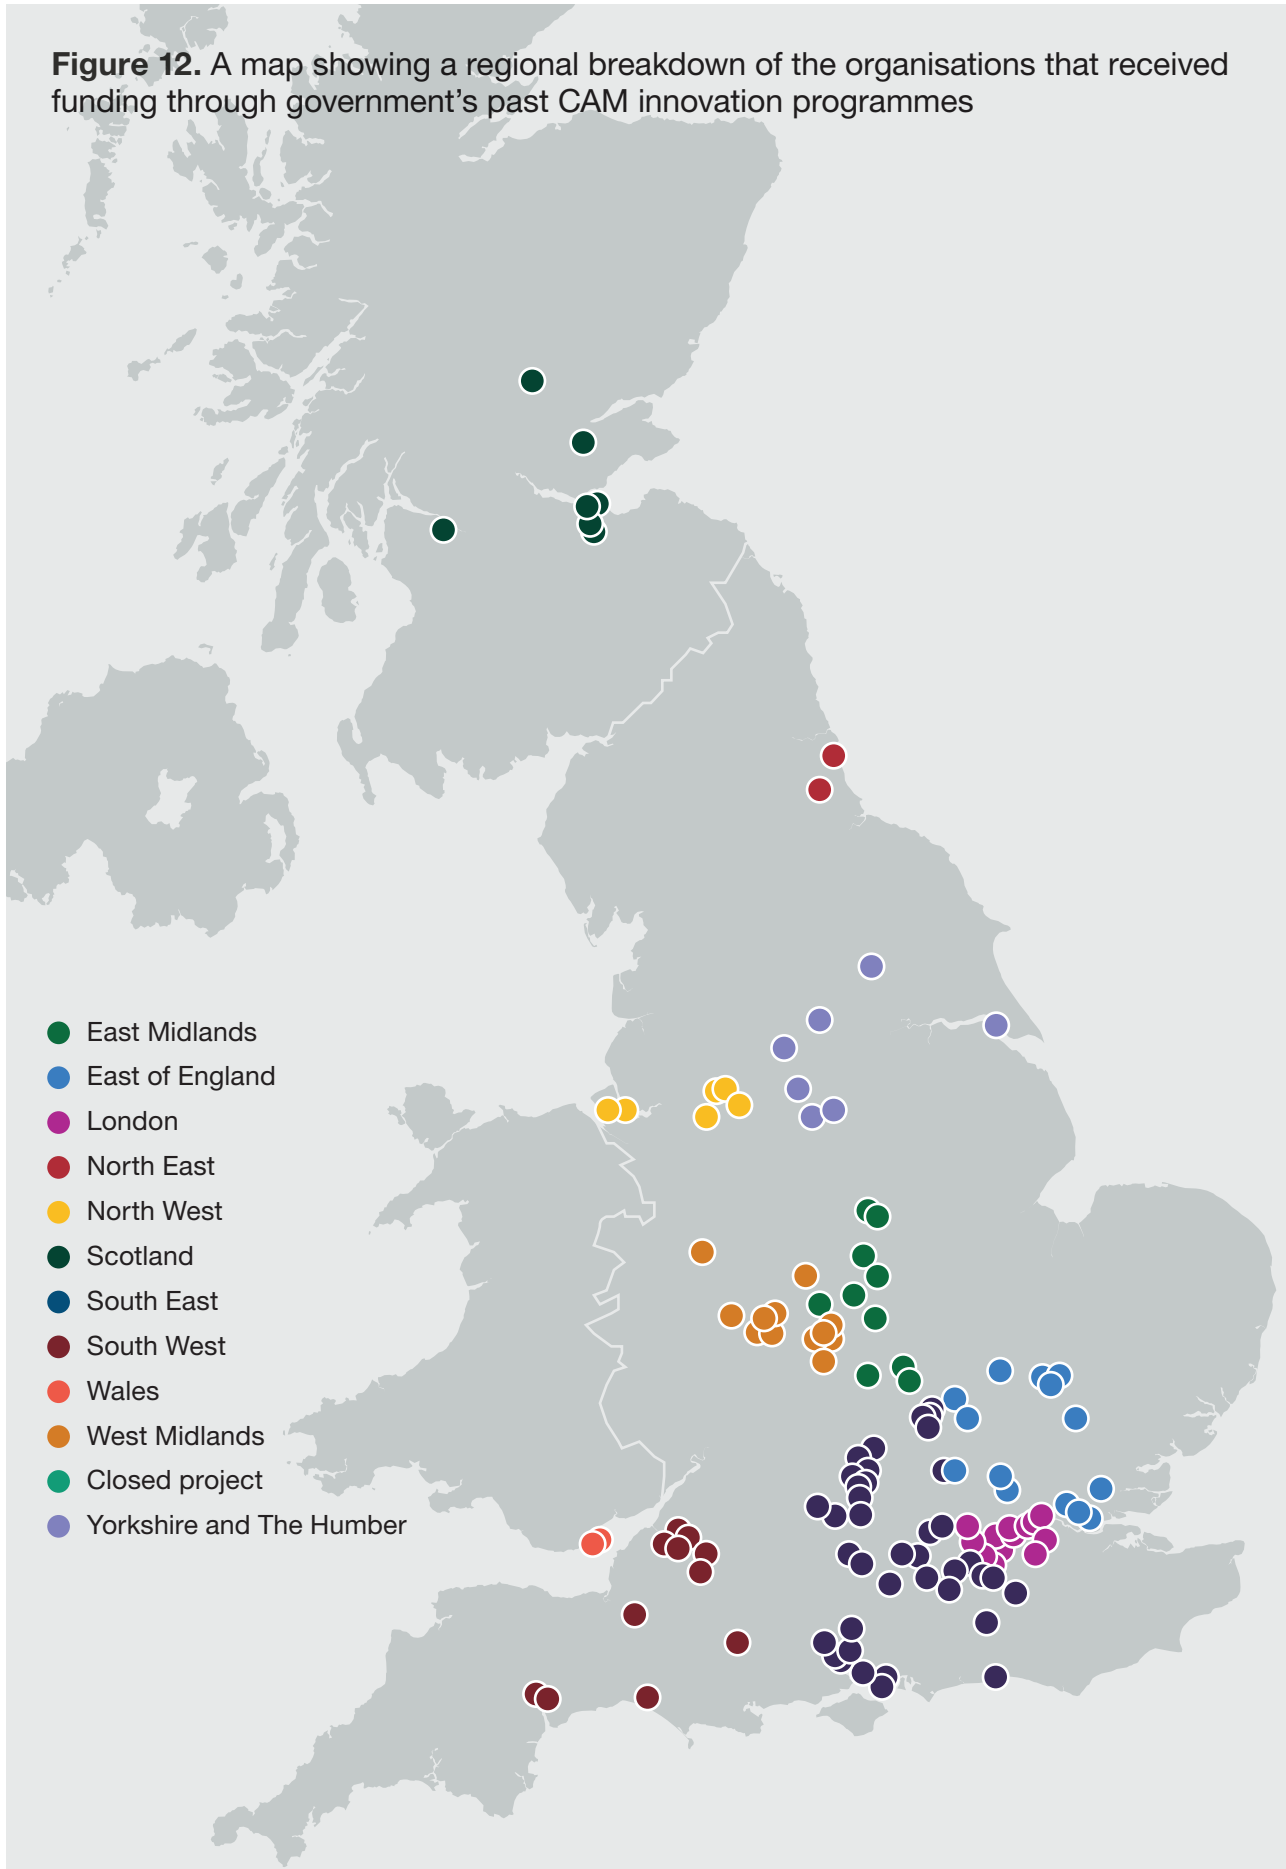 Figure 12. A map showing a regional breakdown of the organisations that received
funding through government’s past CAM innovation programmes
East Midlands
East of England
London
North East
North West
Scotland
South East
South West
Wales
West Midlands
Closed project
Yorkshire and The Humber